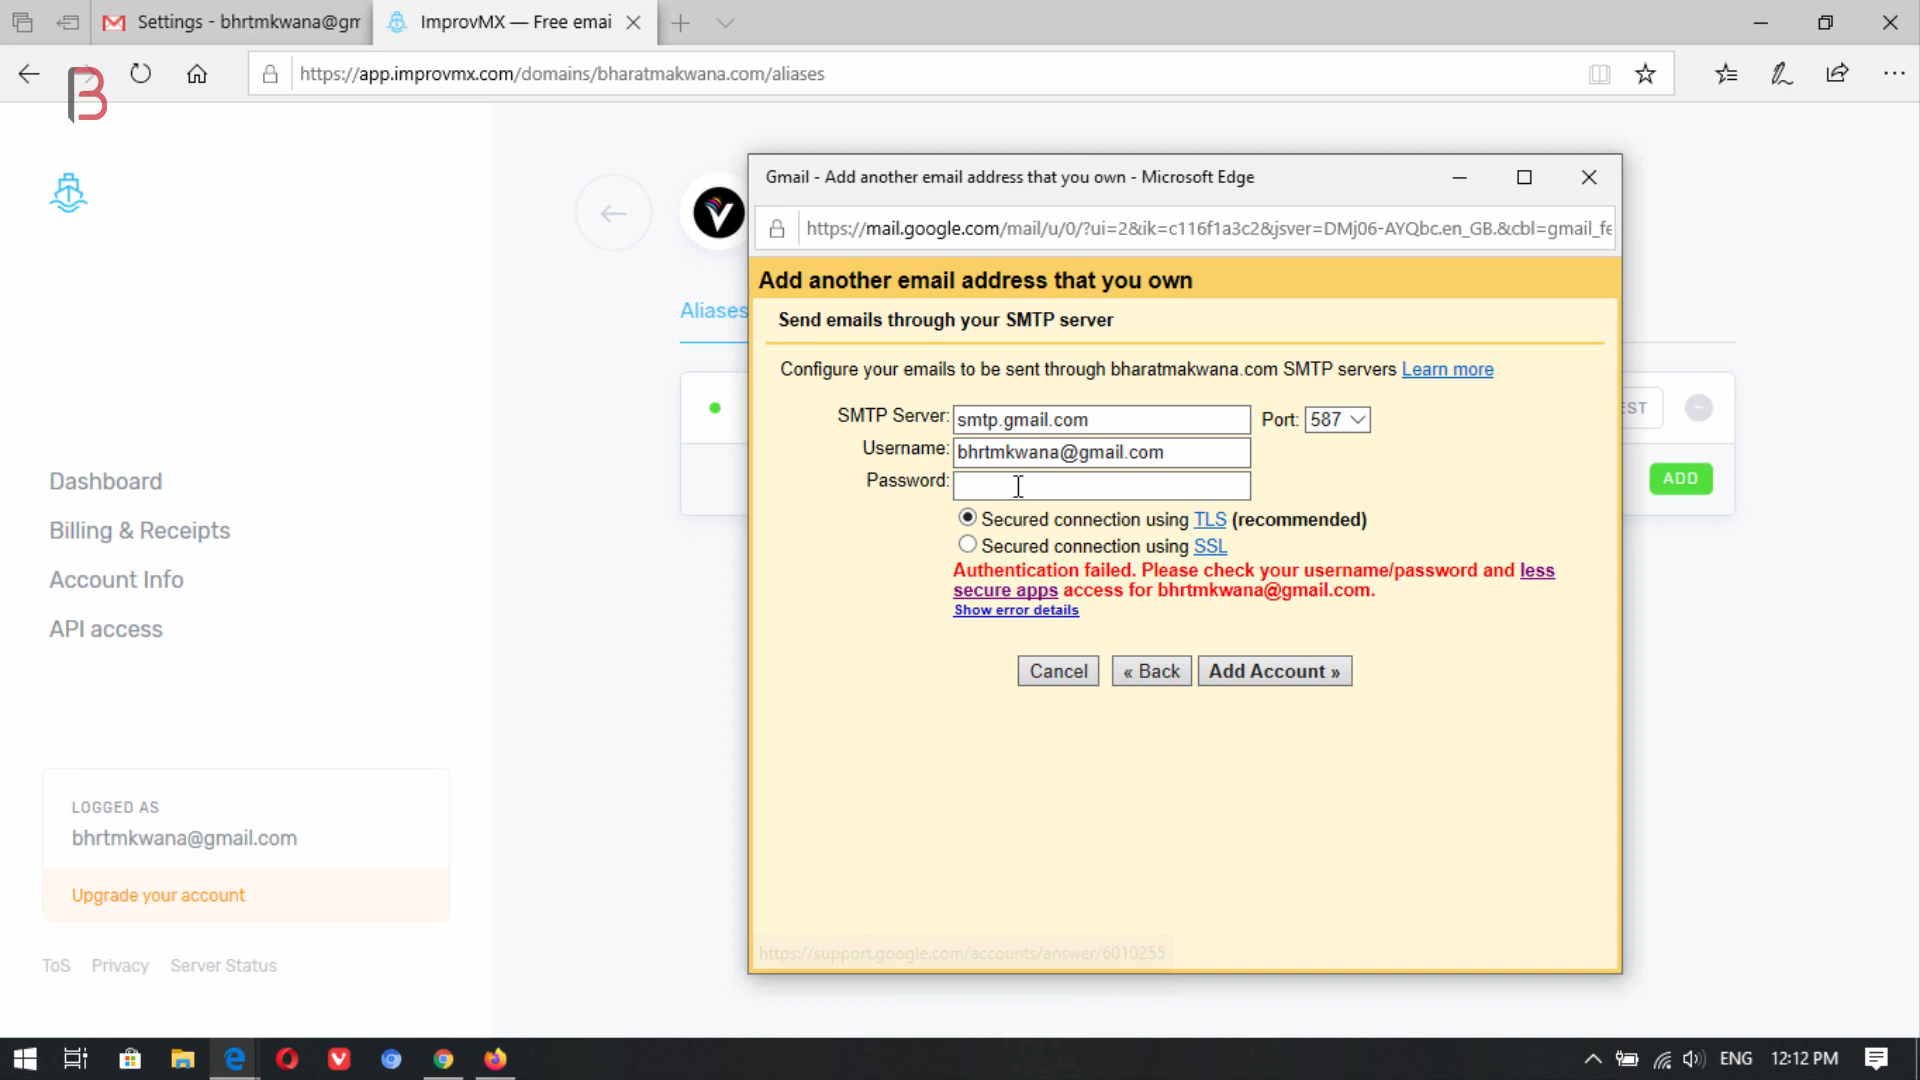 Settings - bhrtmkwana@gm
ImprovMX — Free emai
https://app.improvmx.com/domains/bharatmakwana.com/aliases
B
Gmail - Add another email address that you own - Microsoft Edge
https://mail.google.com/mail/u/0/?ui=2&ik=c116f1a3c2&jsver=DMj06-AYQbc.en_GB.&cbl=gmail_fe
Add another email address that you own
Send emails through your SMTP server
Configure your emails to be sent through bharatmakwana.com SMTP servers Learn more
SMTP Server: smtp.gmail.com Port: 587
Username: bhrtmkwana@gmail.com
Password:
Secured connection using TLS (recommended)
Secured connection using SSL
Authentication failed. Please check your username/password and less
secure apps access for bhrtmkwana@gmail.com.
Show error details
Cancel
« Back
Add Account »
https://support.google.com/accounts/answer/6010255
Aliases
EST
ADD
Dashboard
Billing & Receipts
Account Info
API access
LOGGED AS
bhrtmkwana@gmail.com
Upgrade your account
ToS Privacy Server Status
ENG 12:12 PM